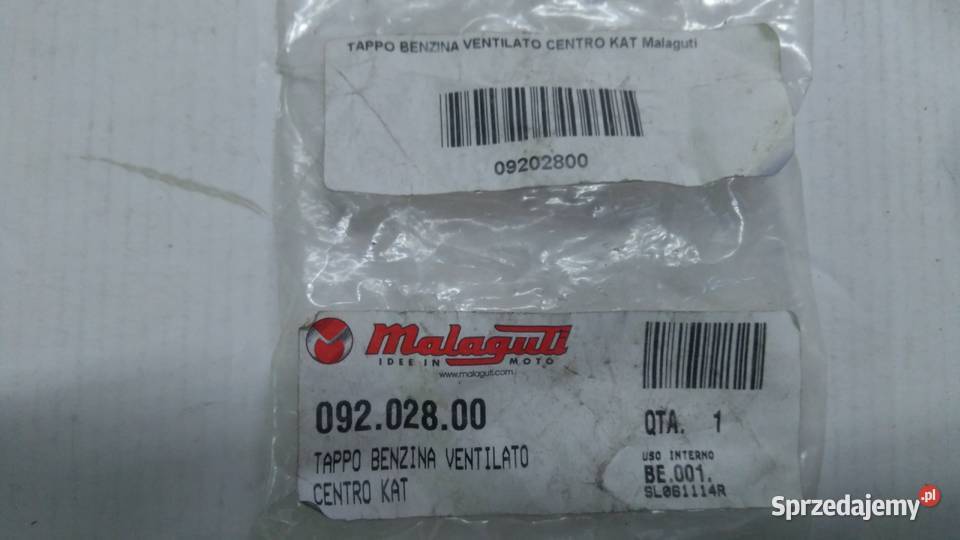 TAPPO BENZINA VENTILATO CENTRO KAT Malaguti
09202800
Malaguti
IDEE IN MOTO
www.malaguti.com
092.028.00
QTA. 1
TAPPO BENZINA VENTILATO
CENTRO KAT
USO INTERNO
BE.001.
SL061114R
Sprzedajemy.pl